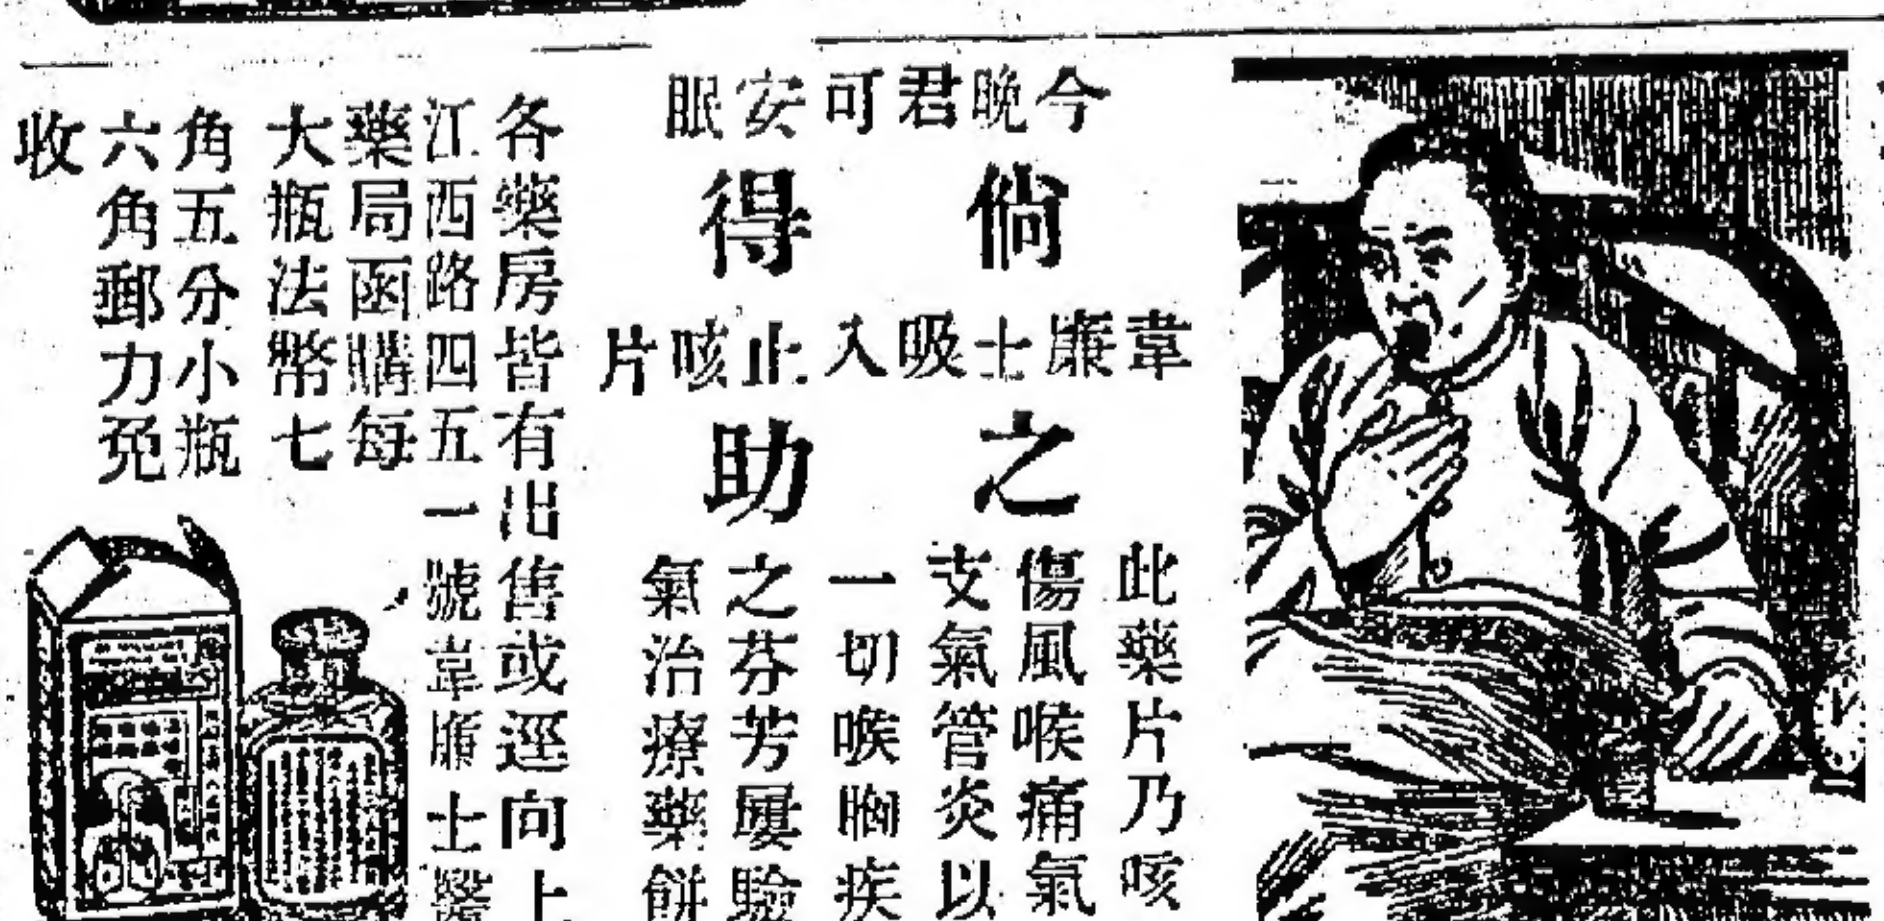 今晚君可安眠
倘得
韋廉士吸入止咳片
之助
此藥片乃咳
傷風喉痛氣
支氣管炎以
一切喉胸疾
之芬芳屢驗
氣治療藥餅
各藥房皆有出售或逕向上
江西路四五一號韋廉士醫
藥局函購每
大瓶法幣七
角五分小瓶
六角郵力免
收